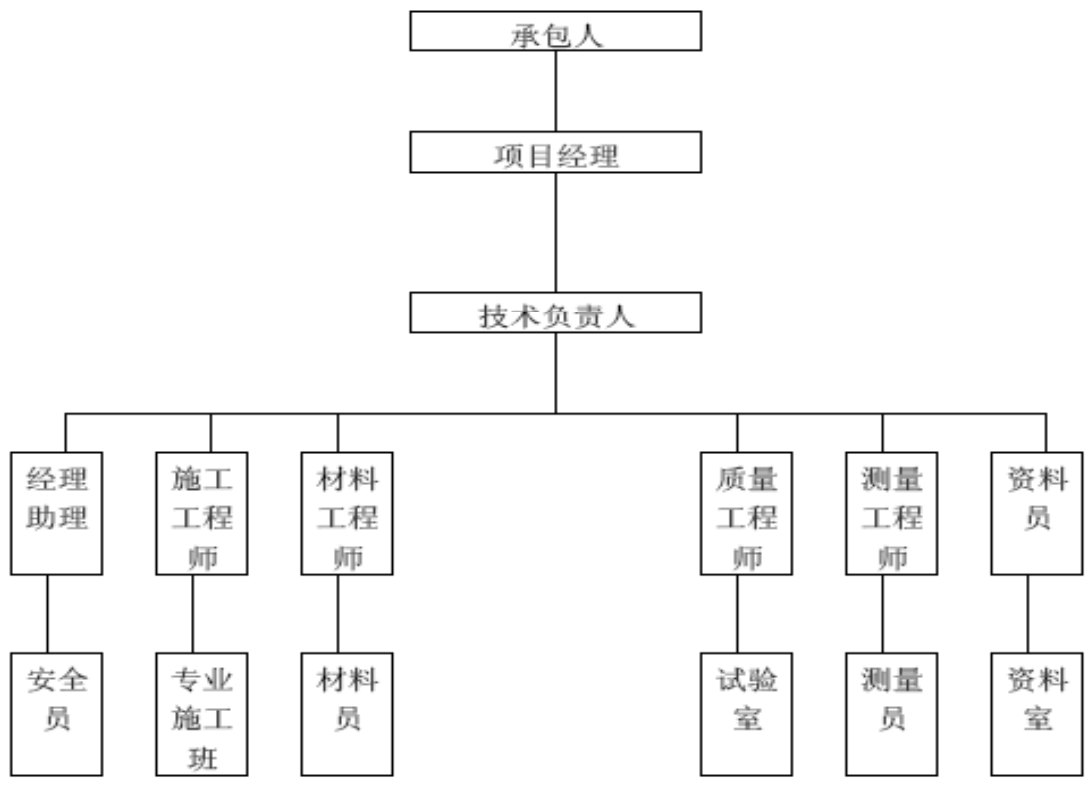 承包人
项目经理
技术负责人
经理
助理
施工
工程
师
材料
工程
师
质量
工程
师
测量
工程
师
资料
员
安全
员
专业
施工
班
材料
员
试验
室
测量
员
资料
室